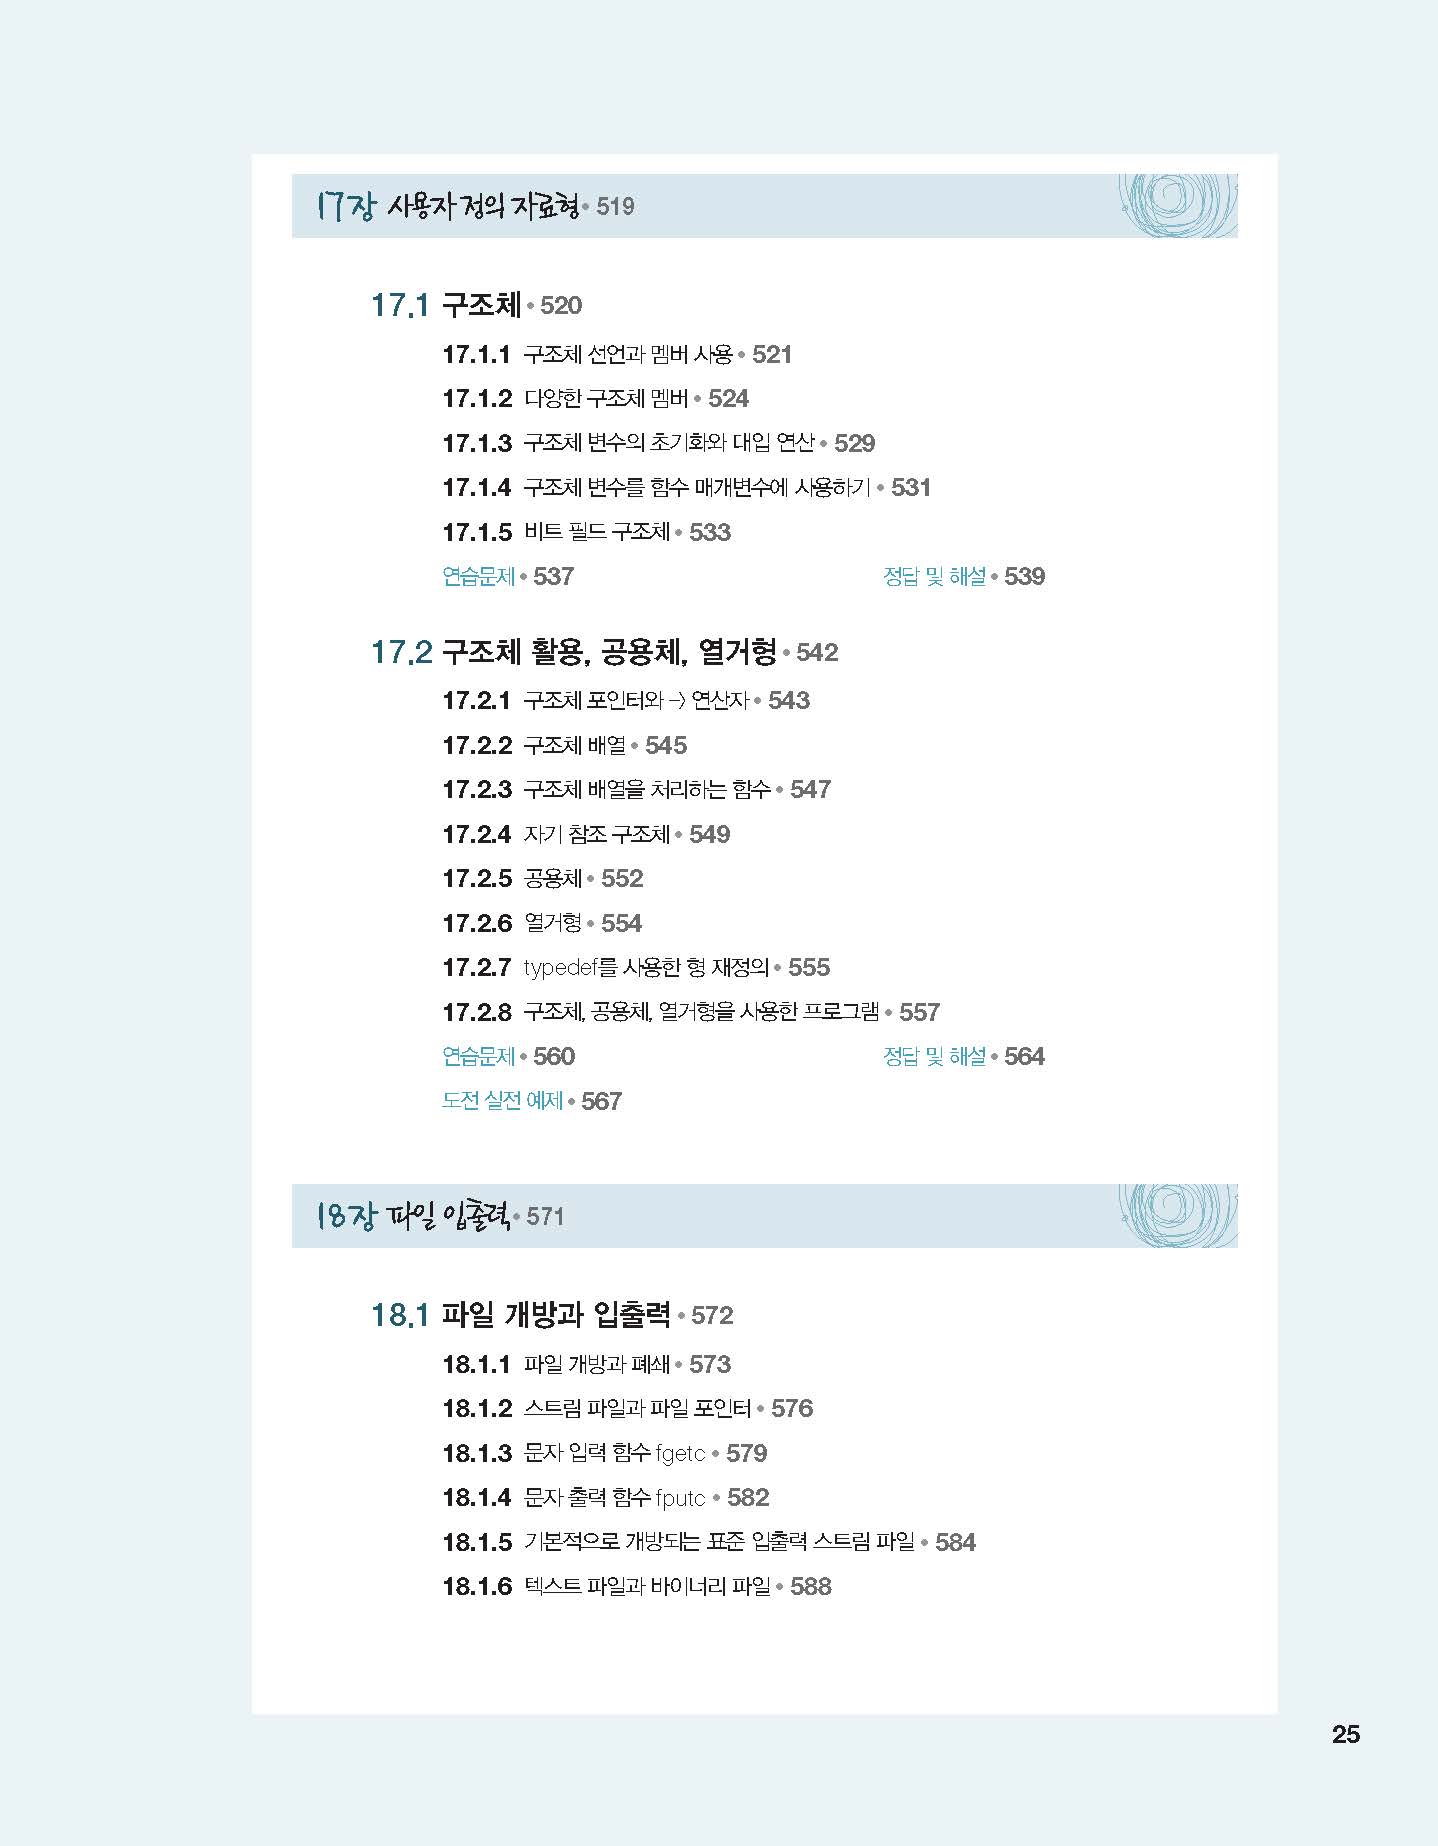 17장 사용자 정의 자료형 • 519
17.1 구조체 • 520
17.1.1 구조체 선언과 멤버 사용 • 521
17.1.2 다양한 구조체 멤버 • 524
17.1.3 구조체 변수의 초기화와 대입 연산 • 529
17.1.4 구조체 변수를 함수 매개변수에 사용하기 • 531
17.1.5 비트 필드 구조체 • 533
연습문제 • 537 정답 및 해설 • 539
17.2 구조체 활용, 공용체, 열거형 • 542
17.2.1 구조체 포인터와 -> 연산자 • 543
17.2.2 구조체 배열 • 545
17.2.3 구조체 배열을 처리하는 함수 • 547
17.2.4 자기 참조 구조체 • 549
17.2.5 공용체 • 552
17.2.6 열거형 • 554
17.2.7 typedef를 사용한 형 재정의 • 555
17.2.8 구조체, 공용체, 열거형을 사용한 프로그램 • 557
연습문제 • 560 정답 및 해설 • 564
도전 실전 예제 • 567
18장 파일 입출력 • 571
18.1 파일 개방과 입출력 • 572
18.1.1 파일 개방과 폐쇄 • 573
18.1.2 스트림 파일과 파일 포인터 • 576
18.1.3 문자 입력 함수 fgetc • 579
18.1.4 문자 출력 함수 fputc • 582
18.1.5 기본적으로 개방되는 표준 입출력 스트림 파일 • 584
18.1.6 텍스트 파일과 바이너리 파일 • 588
25